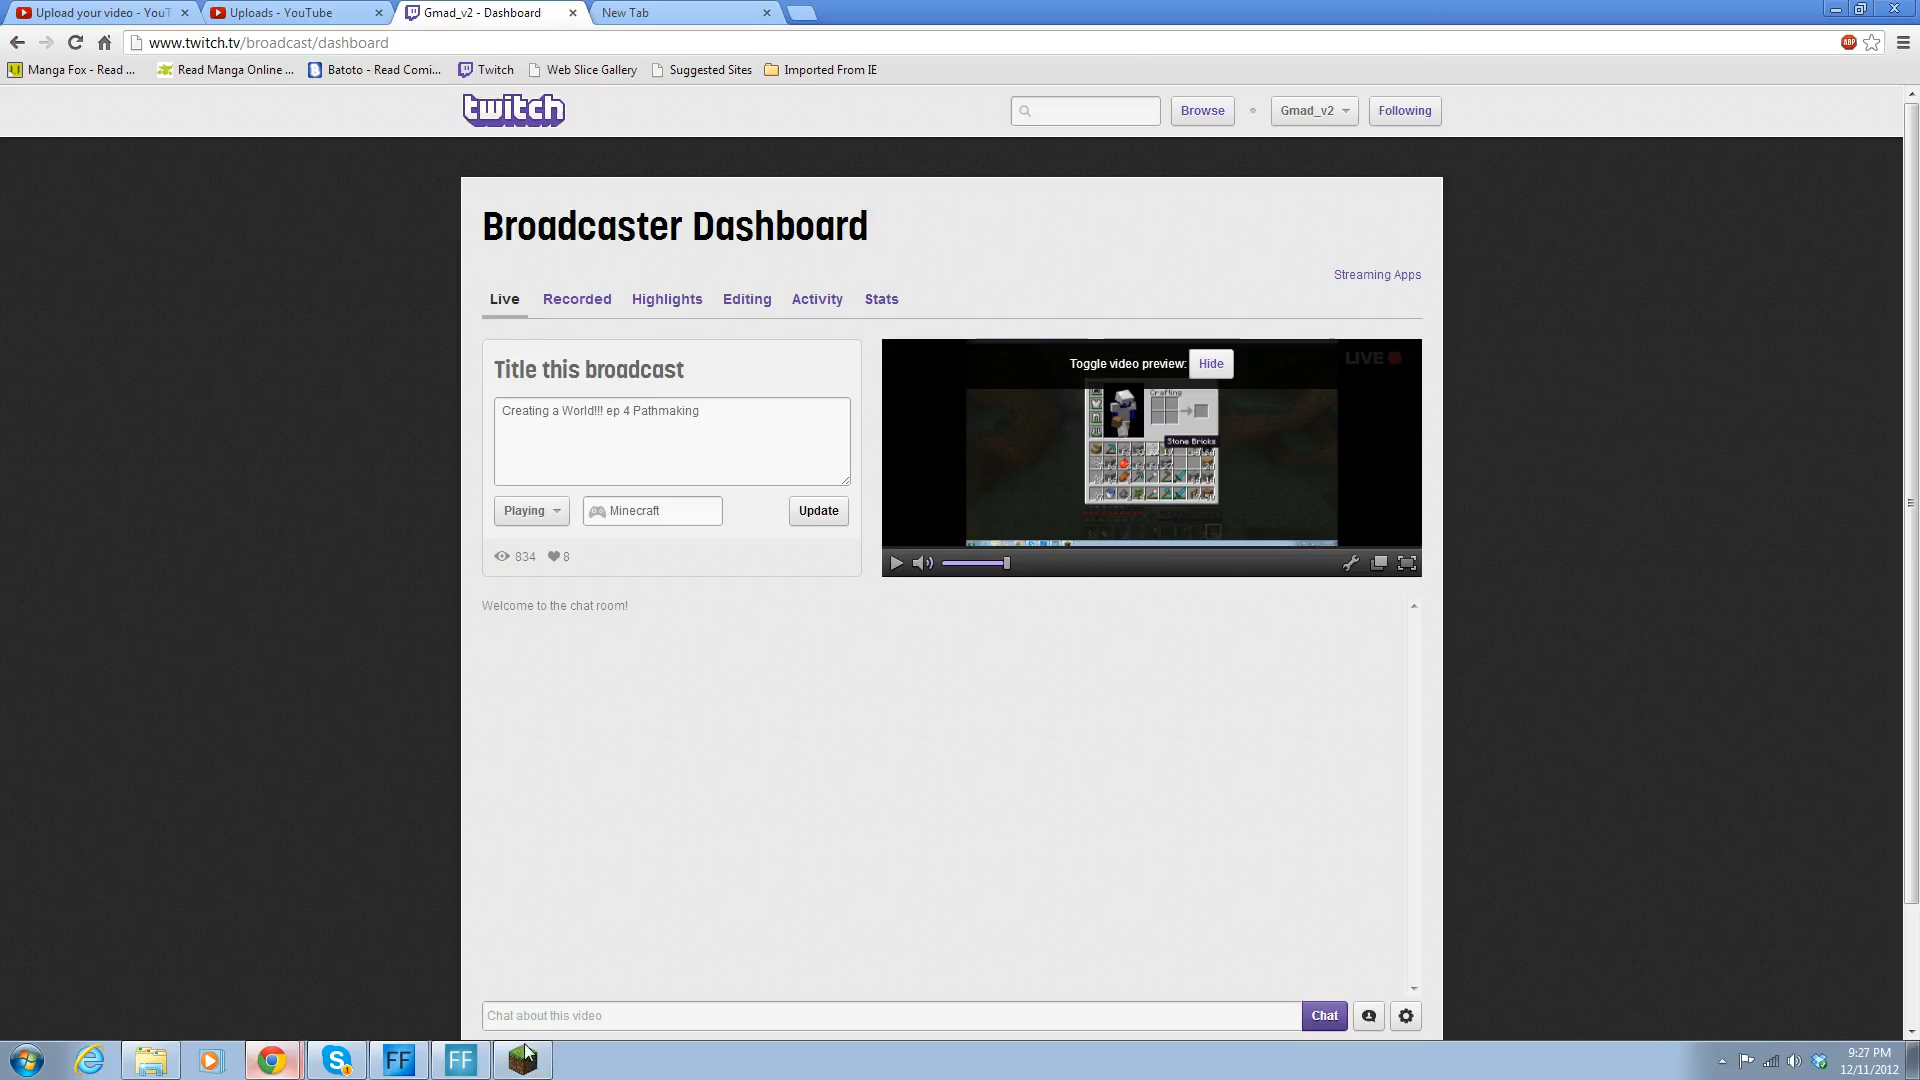 Upload your video - YouT
Uploads - YouTube
Gmad_v2 - Dashboard
New Tab
www.twitch.tv/broadcast/dashboard
ABP
Manga Fox - Read ...
Read Manga Online ...
Batoto - Read Comi...
Twitch
Web Slice Gallery
Suggested Sites
Imported From IE
twitch
Browse
Gmad_v2
Following
Broadcaster Dashboard
Streaming Apps
Live
Recorded
Highlights
Editing
Activity
Stats
Title this broadcast
Creating a World!!! ep 4 Pathmaking
Playing
Minecraft
Update
834
8
Toggle video preview:
Hide
LIVE
Crafting
Stone Bricks
Welcome to the chat room!
Chat about this video
Chat
FF
FF
9:27 PM
12/11/2012